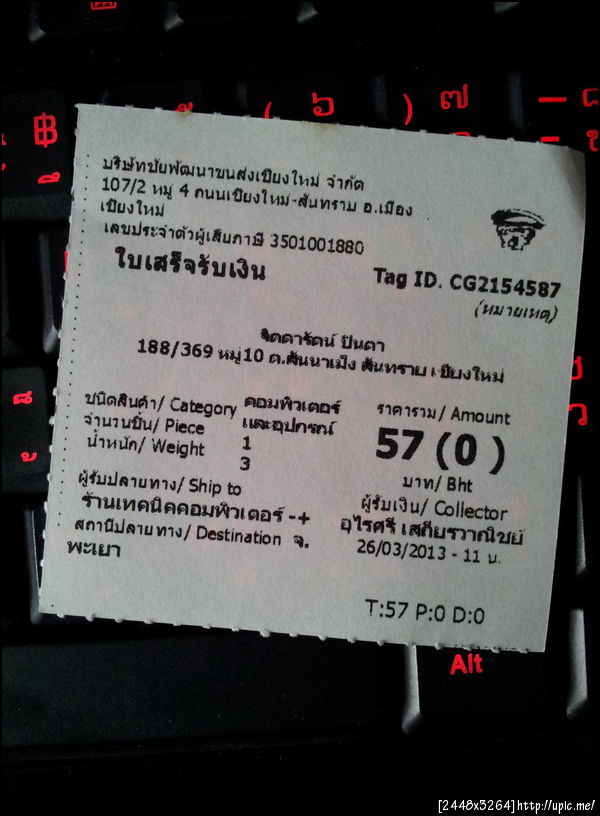 บริษัทชัยพัฒนาขนส่งเชียงใหม่ จำกัด
107/2 หมู่ 4 ถนนเชียงใหม่-สันทราย อ.เมือง
เชียงใหม่
เลขประจำตัวผู้เสียภาษี 3501001880
ใบเสร็จรับเงิน
Tag ID. CG2154587
(หมายเหตุ)
จิตดารัตน์ ปินตา
188/369 หมู่10 ต.สันนาเม็ง สันทราย เชียงใหม่
ชนิดสินค้า/ Category คอมพิวเตอร์
และอุปกรณ์
จำนวนชิ้น/ Piece 1
น้ำหนัก/ Weight 3
ราคารวม/ Amount
57 (0 )
บาท/ Bht
ผู้รับปลายทาง/ Ship to
ร้านเทคนิคคอมพิวเตอร์ -+
สถานีปลายทาง/ Destination จ.
พะเยา
ผู้รับเงิน/ Collector
อุไรศรี เสถียรวาณิชย์
26/03/2013 - 11 น.
T:57 P:0 D:0
฿
( ๖ ) ๗
Alt
[2448x3264]http://upic.me/